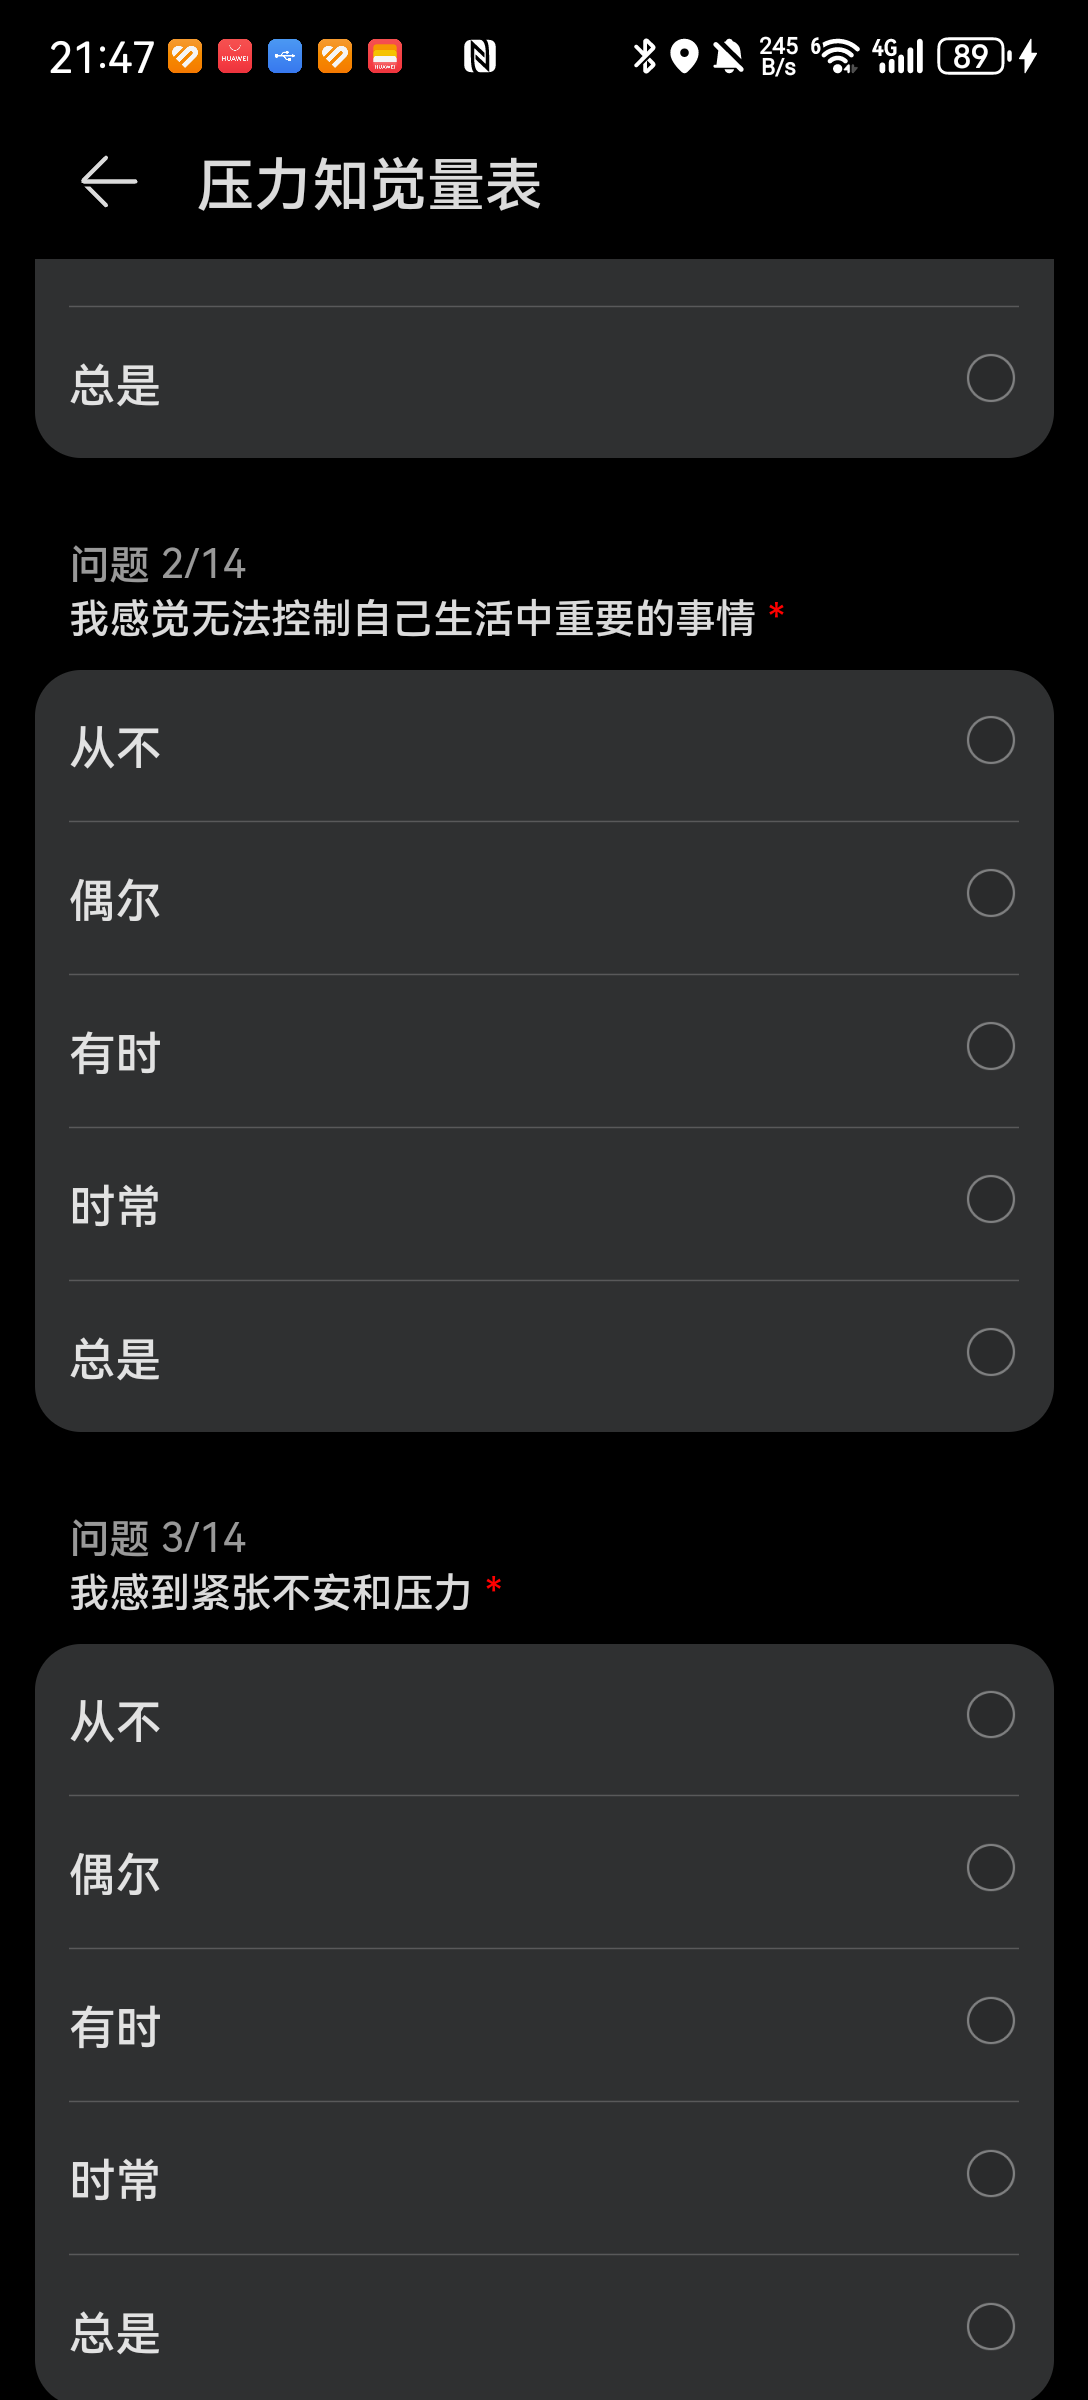 21:47
HUAWEI
HUAWEI
245 B/s
6
4G
89
压力知觉量表
总是
问题 2/14
我感觉无法控制自己生活中重要的事情 *
从不
偶尔
有时
时常
总是
问题 3/14
我感到紧张不安和压力 *
从不
偶尔
有时
时常
总是